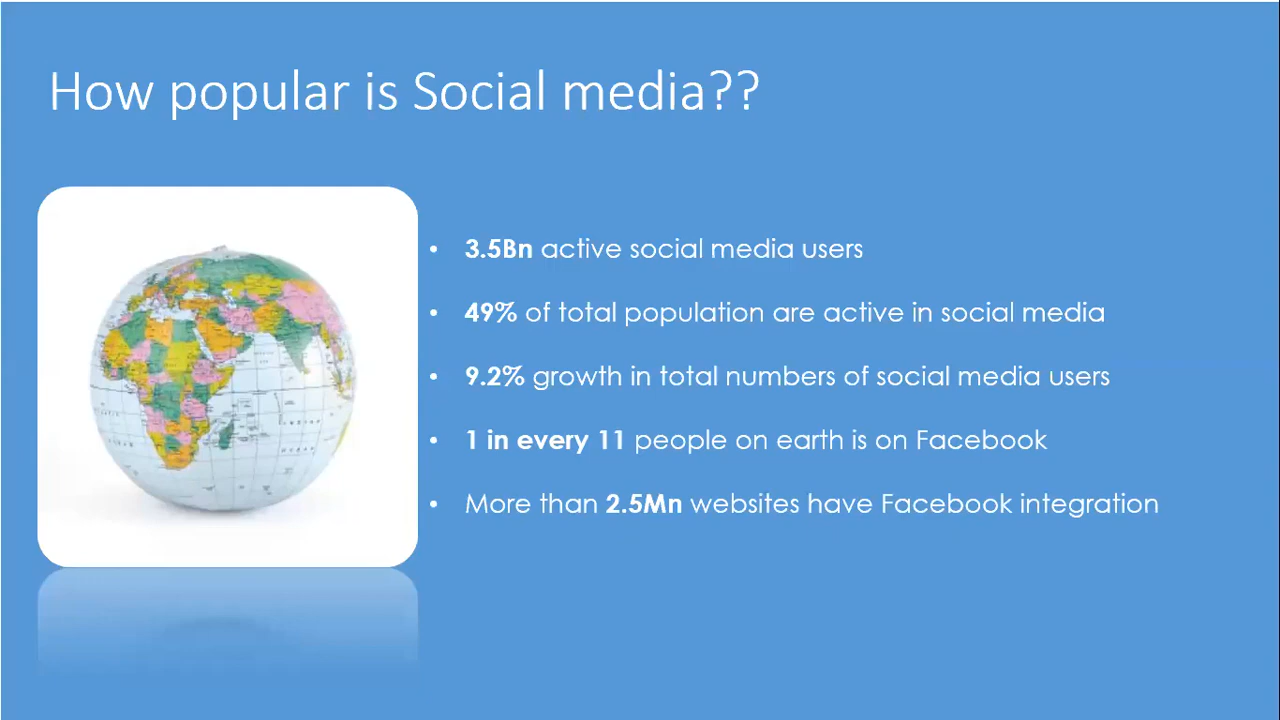 How popular is Social media??
• 3.5Bn active social media users
• 49% of total population are active in social media
• 9.2% growth in total numbers of social media users
• 1 in every 11 people on earth is on Facebook
• More than 2.5Mn websites have Facebook integration